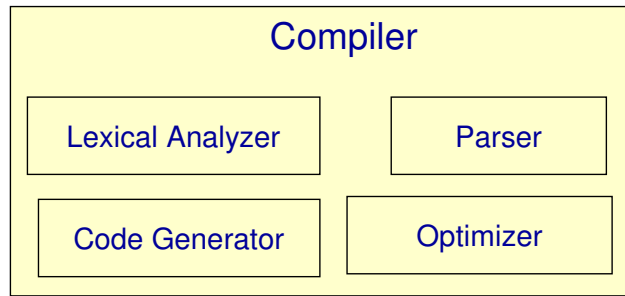 Compiler
Lexical Analyzer
Parser
Code Generator
Optimizer